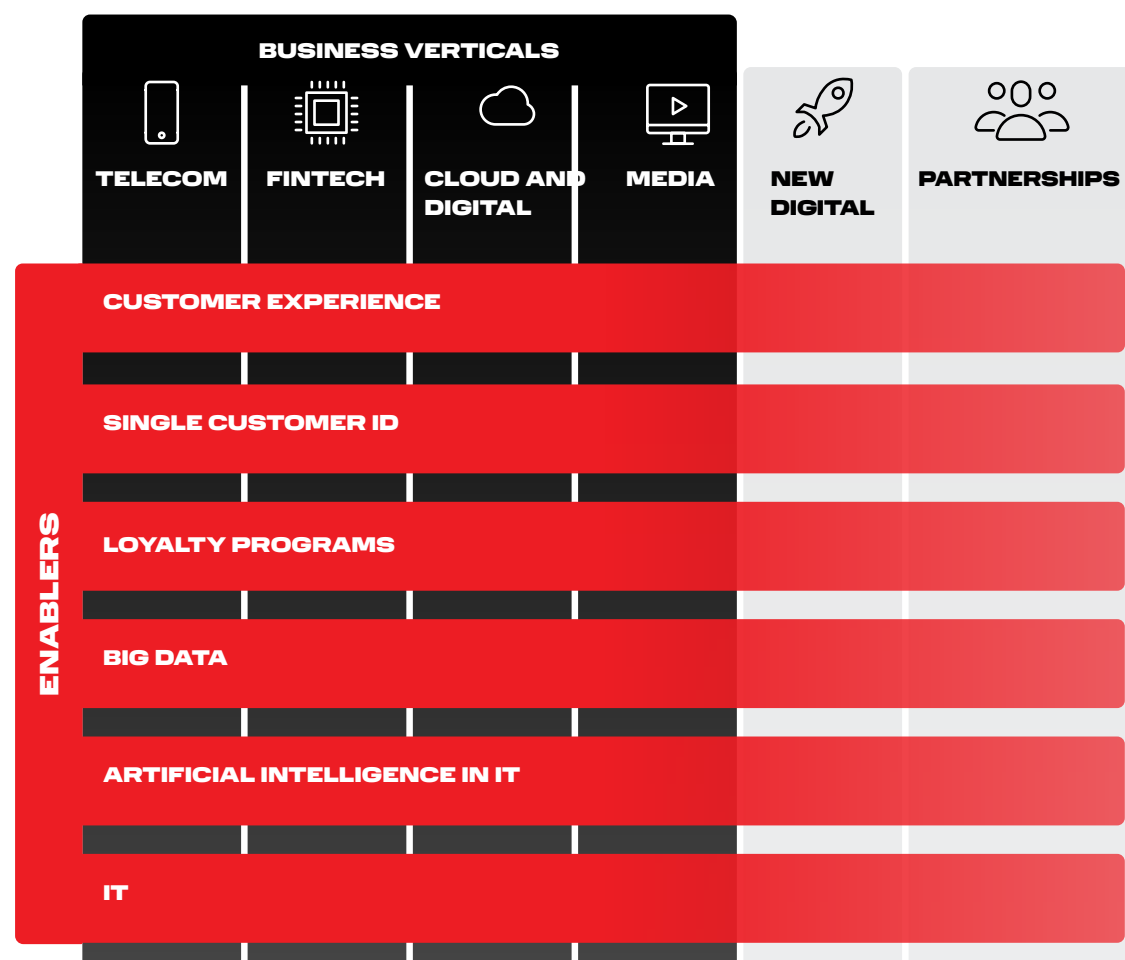 BUSINESS VERTICALS
TELECOM
FINTECH
CLOUD AND
DIGITAL
MEDIA
NEW
DIGITAL
PARTNERSHIPS
ENABLERS
CUSTOMER EXPERIENCE
SINGLE CUSTOMER ID
LOYALTY PROGRAMS
BIG DATA
ARTIFICIAL INTELLIGENCE IN IT
IT